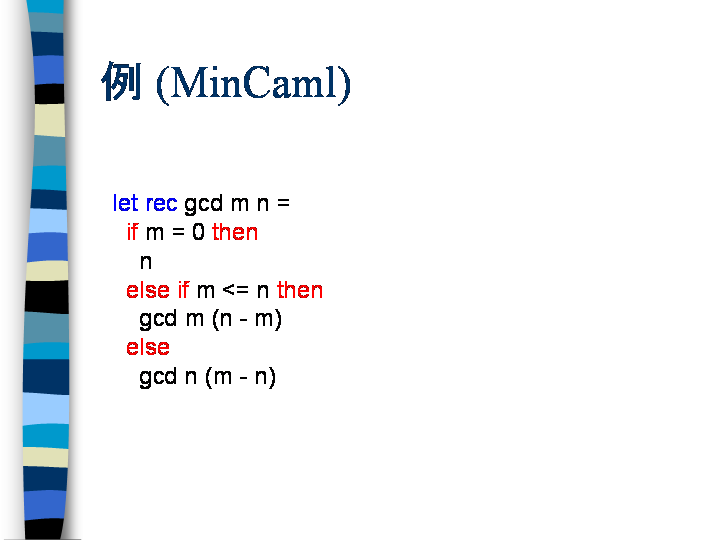 例 (MinCaml)
let rec gcd m n =
if m = 0 then
n
else if m <= n then
gcd m (n - m)
else
gcd n (m - n)